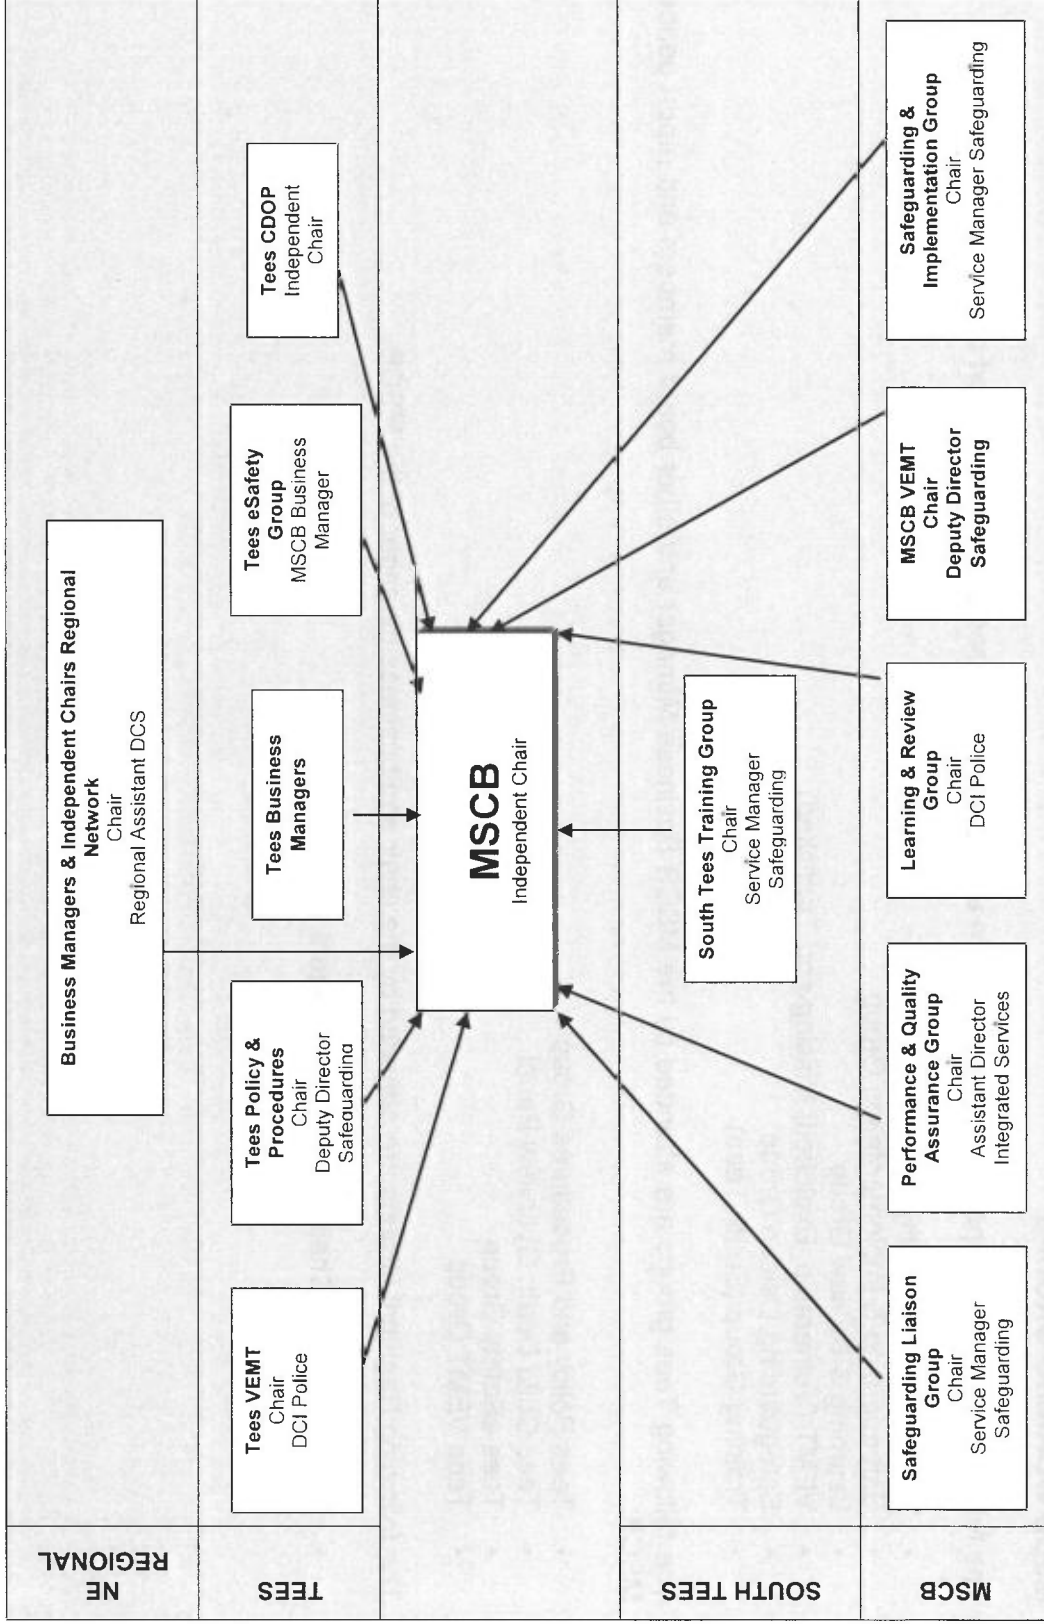 NE
REGIONAL
Business Managers & Independent Chairs Regional
Network
Chair
Regional Assistant DCS
TEES
Tees VEMT
Chair
DCI Police
Tees Policy &
Procedures
Chair
Deputy Director
Safeguarding
Tees Business
Managers
Tees eSafety
Group
MSCB Business
Manager
Tees CDOP
Independent
Chair
MSCB
Independent Chair
SOUTH TEES
South Tees Training Group
Chair
Service Manager
Safeguarding
MSCB
Safeguarding Liaison
Group
Chair
Service Manager
Safeguarding
Performance & Quality
Assurance Group
Chair
Assistant Director
Integrated Services
Learning & Review
Group
Chair
DCI Police
MSCB VEMT
Chair
Deputy Director
Safeguarding
Safeguarding &
Implementation Group
Chair
Service Manager Safeguarding